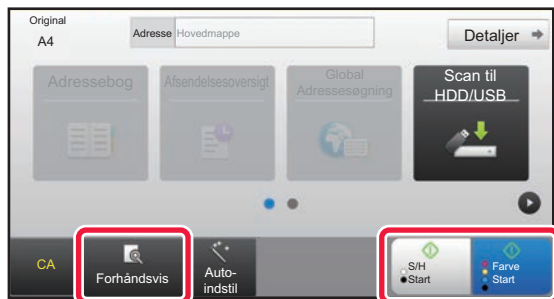 Original
A4
Adresse Hovedmappe
Detaljer
Adressebog
Afsendelsesoversigt
Global
Adressesøgning
Scan til
HDD/USB
CA
Forhåndsvis
Auto-
indstil
S/H
Start
Farve
Start